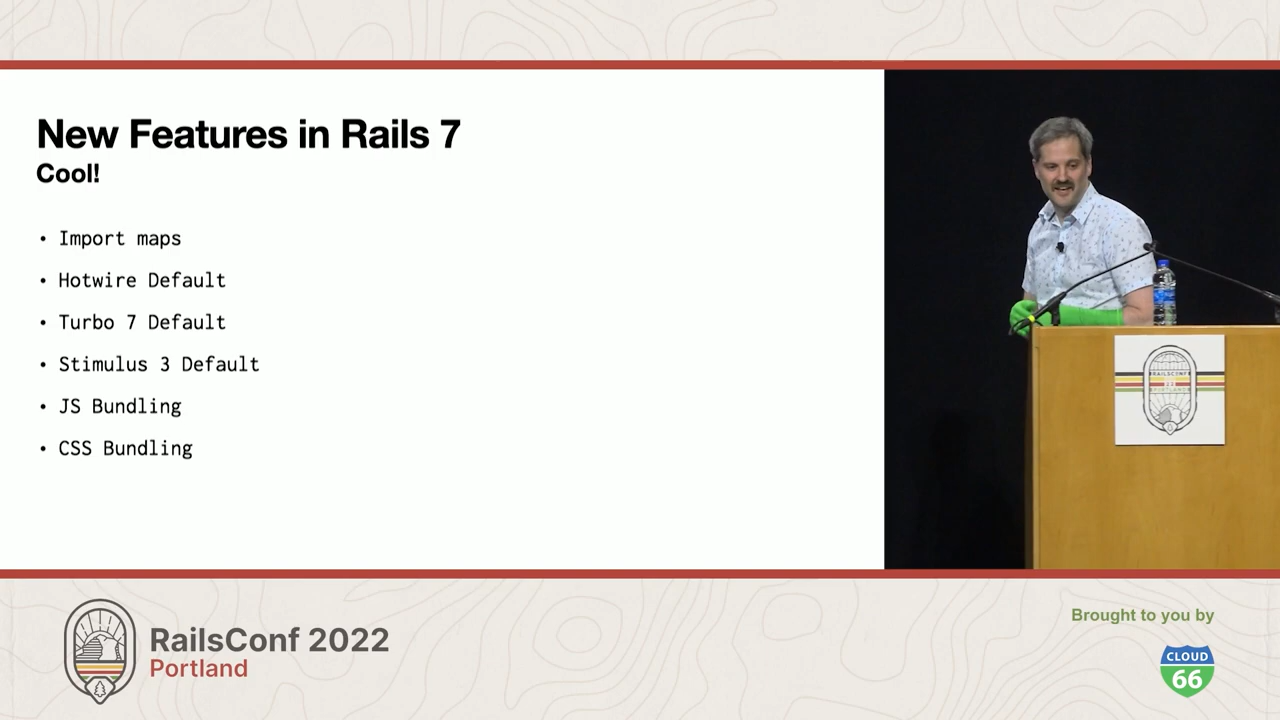 New Features in Rails 7
Cool!
• Import maps
• Hotwire Default
• Turbo 7 Default
• Stimulus 3 Default
• JS Bundling
• CSS Bundling
RAILSCONF
RailsConf 2022
Portland
Brought to you by
CLOUD
66